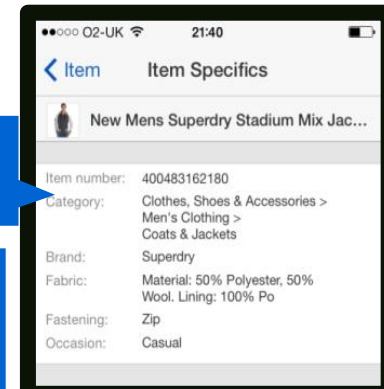 O2-UK 21:40
Item Item Specifics
New Mens Superdry Stadium Mix Jac...
Item number: 400483162180
Category: Clothes, Shoes & Accessories >
Men's Clothing >
Coats & Jackets
Brand: Superdry
Fabric: Material: 50% Polyester, 50%
Wool. Lining: 100% Po
Fastening: Zip
Occasion: Casual